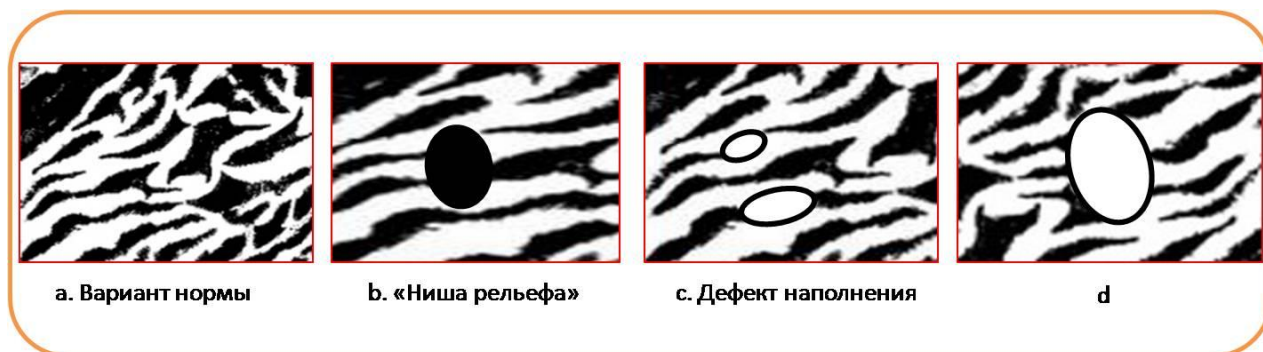 a. Вариант нормы
b. «Ниша рельефа»
c. Дефект наполнения
d